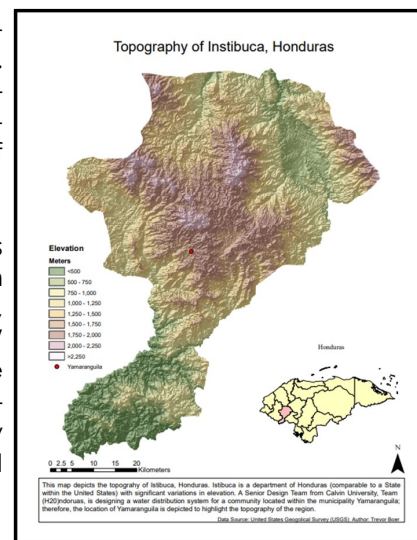 Topography of Instibuca, Honduras
Elevation
Meters
<500
500 - 750
750 - 1,000
1,000 - 1,250
1,250 - 1,500
1,500 - 1,750
1,750 - 2,000
2,000 - 2,250
>2,250
Yamaranguila
Honduras
N
0 2.5 5 10 15 20
Kilometers
This map depicts the topograhy of Istibuca, Honduras. Istibuca is a department of Honduras (comparable to a State
within the United States) with significant variations in elevation. A Senior Design Team from Calvin University, Team
(H20)ndoruas, is designing a water distribution system for a community located within the municipality Yamaranguila;
therefore, the location of Yamaranguila is depicted to highlight the topography of the region.
Data Source: United States Geological Survey (USGS) Author: Trevor Boer